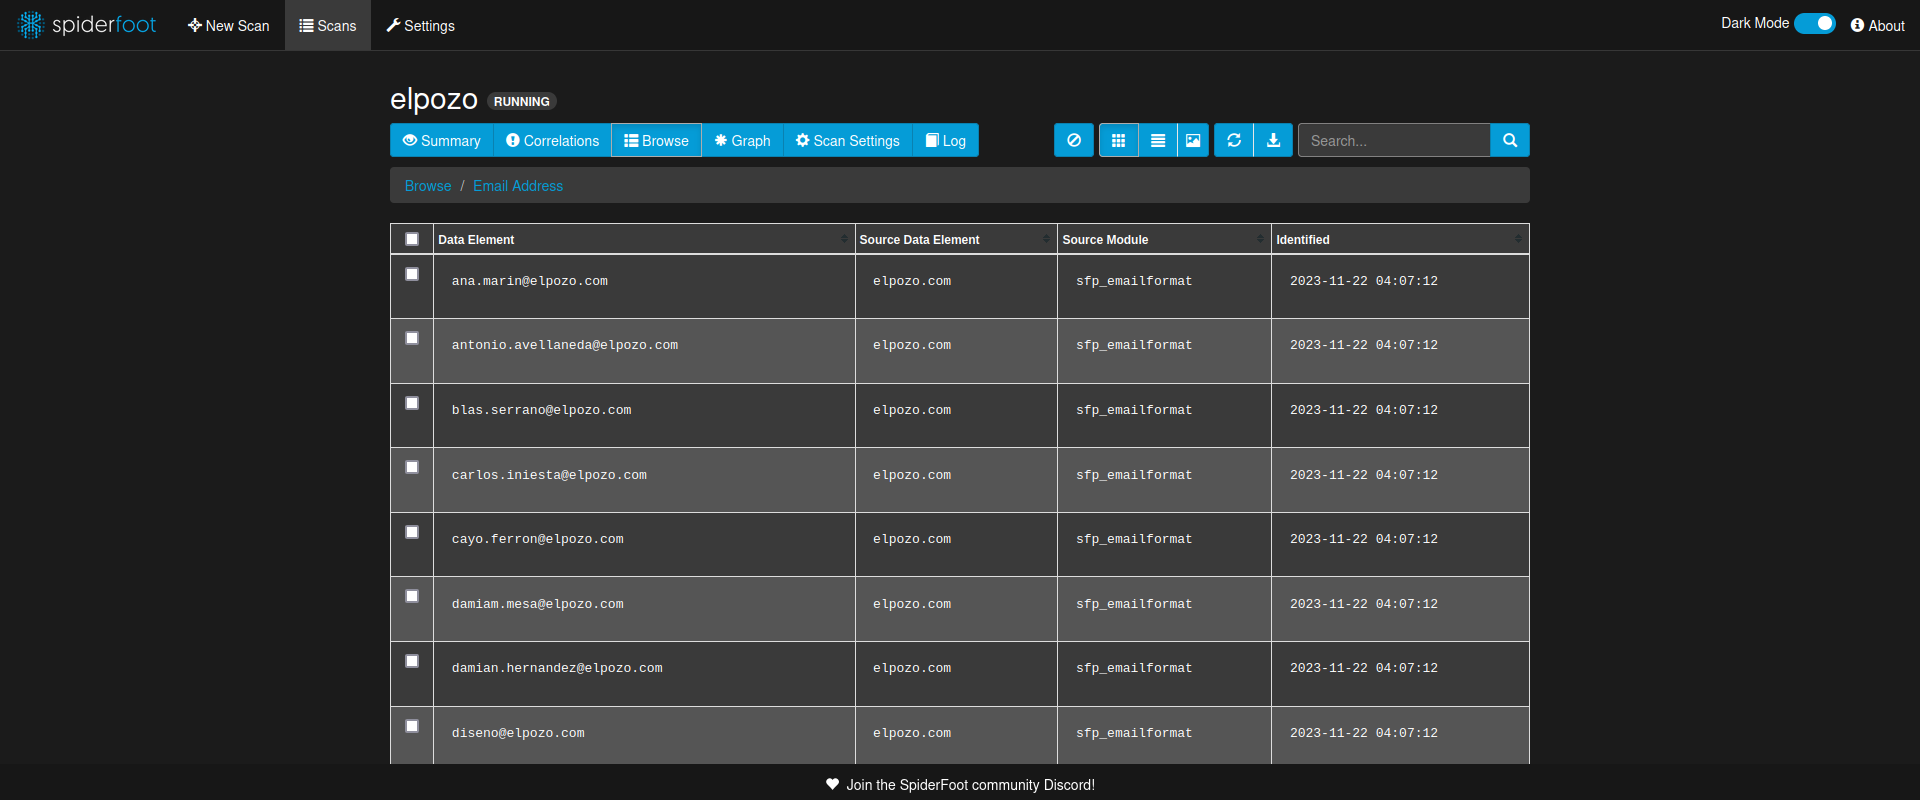 spiderfoot New Scan Scans Settings Dark Mode About
elpozo RUNNING
Summary Correlations Browse Graph Scan Settings Log Search...
Browse / Email Address
Data Element Source Data Element Source Module Identified
ana.marin@elpozo.com elpozo.com sfp_emailformat 2023-11-22 04:07:12
antonio.avellaneda@elpozo.com elpozo.com sfp_emailformat 2023-11-22 04:07:12
blas.serrano@elpozo.com elpozo.com sfp_emailformat 2023-11-22 04:07:12
carlos.iniesta@elpozo.com elpozo.com sfp_emailformat 2023-11-22 04:07:12
cayo.ferron@elpozo.com elpozo.com sfp_emailformat 2023-11-22 04:07:12
damiam.mesa@elpozo.com elpozo.com sfp_emailformat 2023-11-22 04:07:12
damian.hernandez@elpozo.com elpozo.com sfp_emailformat 2023-11-22 04:07:12
diseno@elpozo.com elpozo.com sfp_emailformat 2023-11-22 04:07:12
Join the SpiderFoot community Discord!